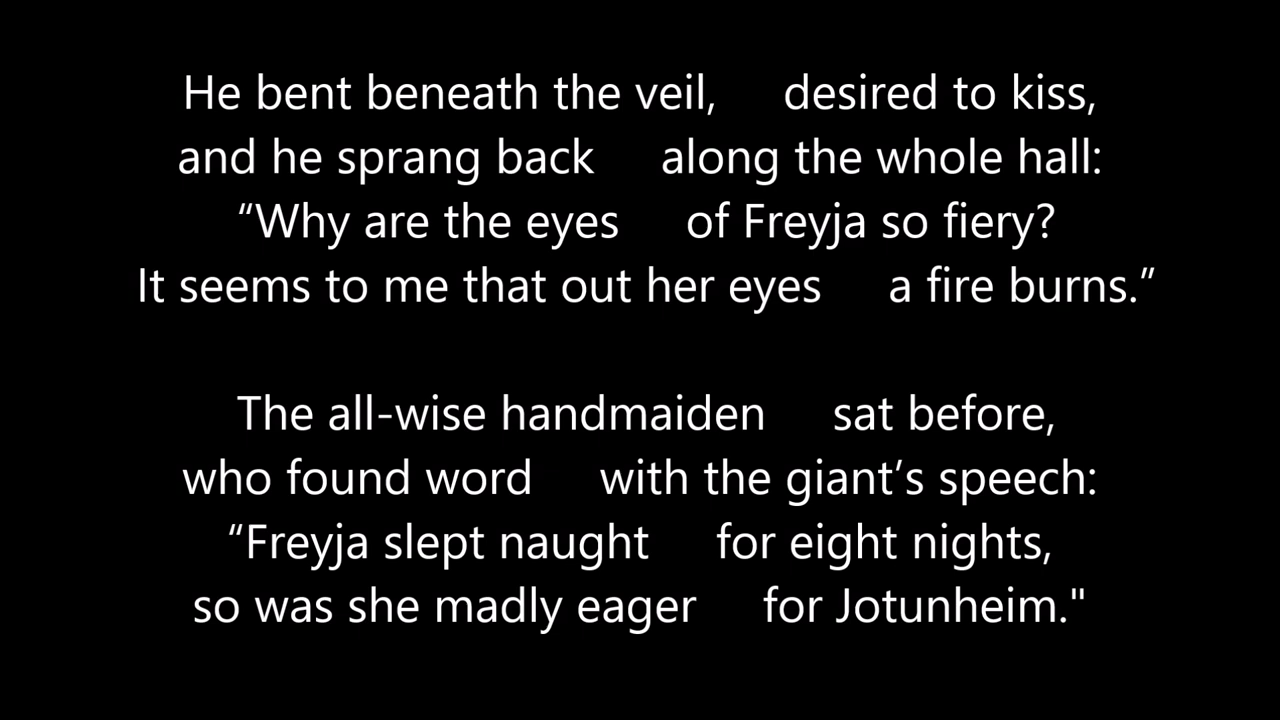 He bent beneath the veil, desired to kiss,
and he sprang back along the whole hall:
“Why are the eyes of Freyja so fiery?
It seems to me that out her eyes a fire burns.”
The all-wise handmaiden sat before,
who found word with the giant’s speech:
“Freyja slept naught for eight nights,
so was she madly eager for Jotunheim."